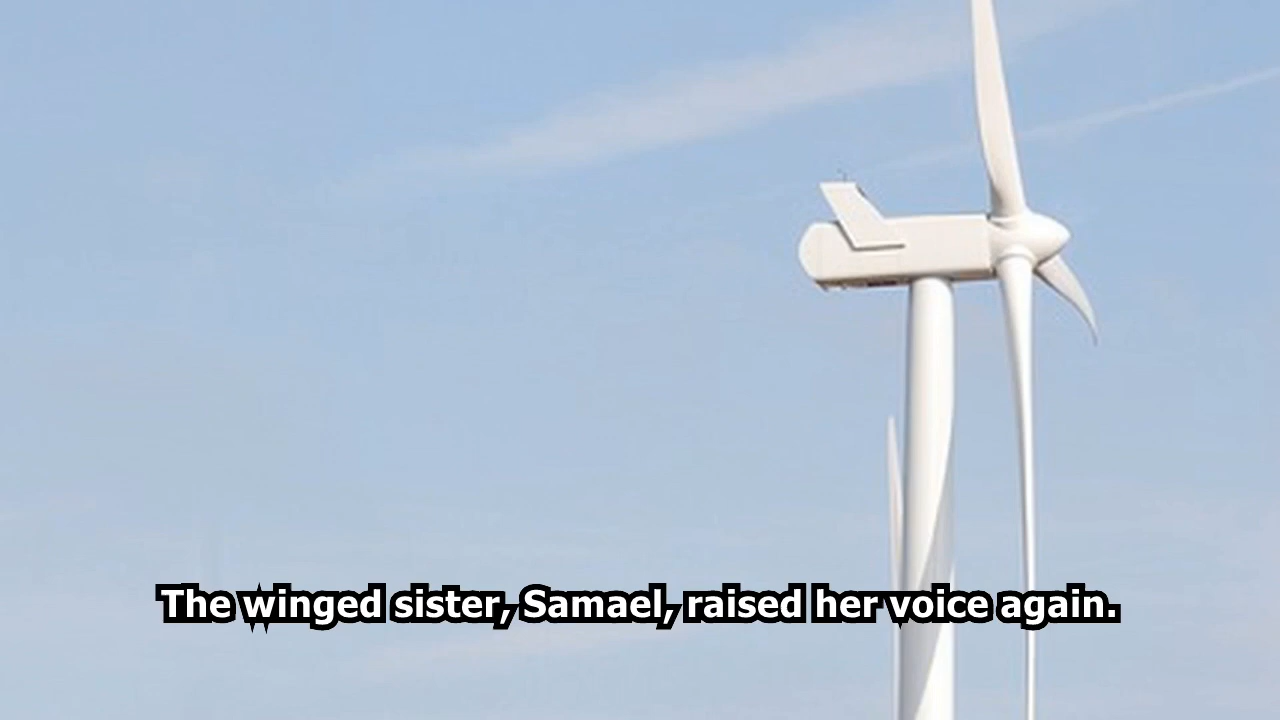 The winged sister, Samael, raised her voice again.